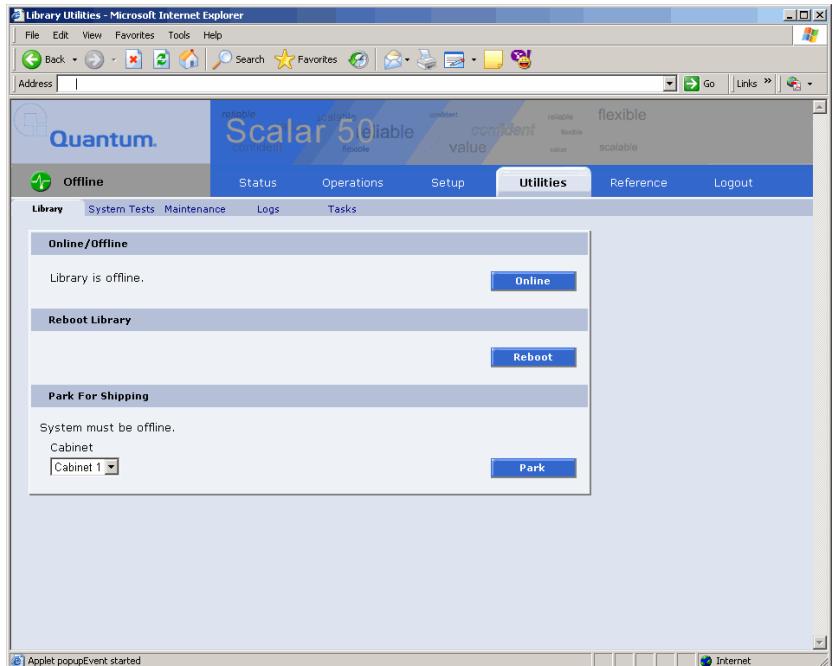 Library Utilities - Microsoft Internet Explorer
File Edit View Favorites Tools Help
Back Search Favorites
Address Go Links »
reliable scalable confident reliable flexible
Quantum. Scalar 50 reliable confident flexible
confident flexible value value scalable
Offline Status Operations Setup Utilities Reference Logout
Library System Tests Maintenance Logs Tasks
Online/Offline
Library is offline. Online
Reboot Library
Reboot
Park For Shipping
System must be offline.
Cabinet
Cabinet 1 Park
Applet popupEvent started Internet